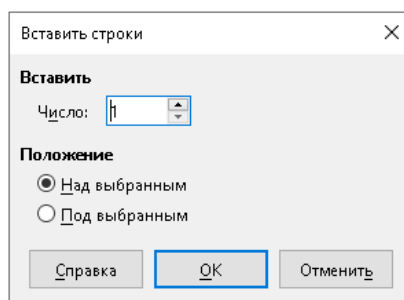 Вставить строки
Вставить
Число: 1
Положение
Над выбранным
Под выбранным
Справка OK Отменить